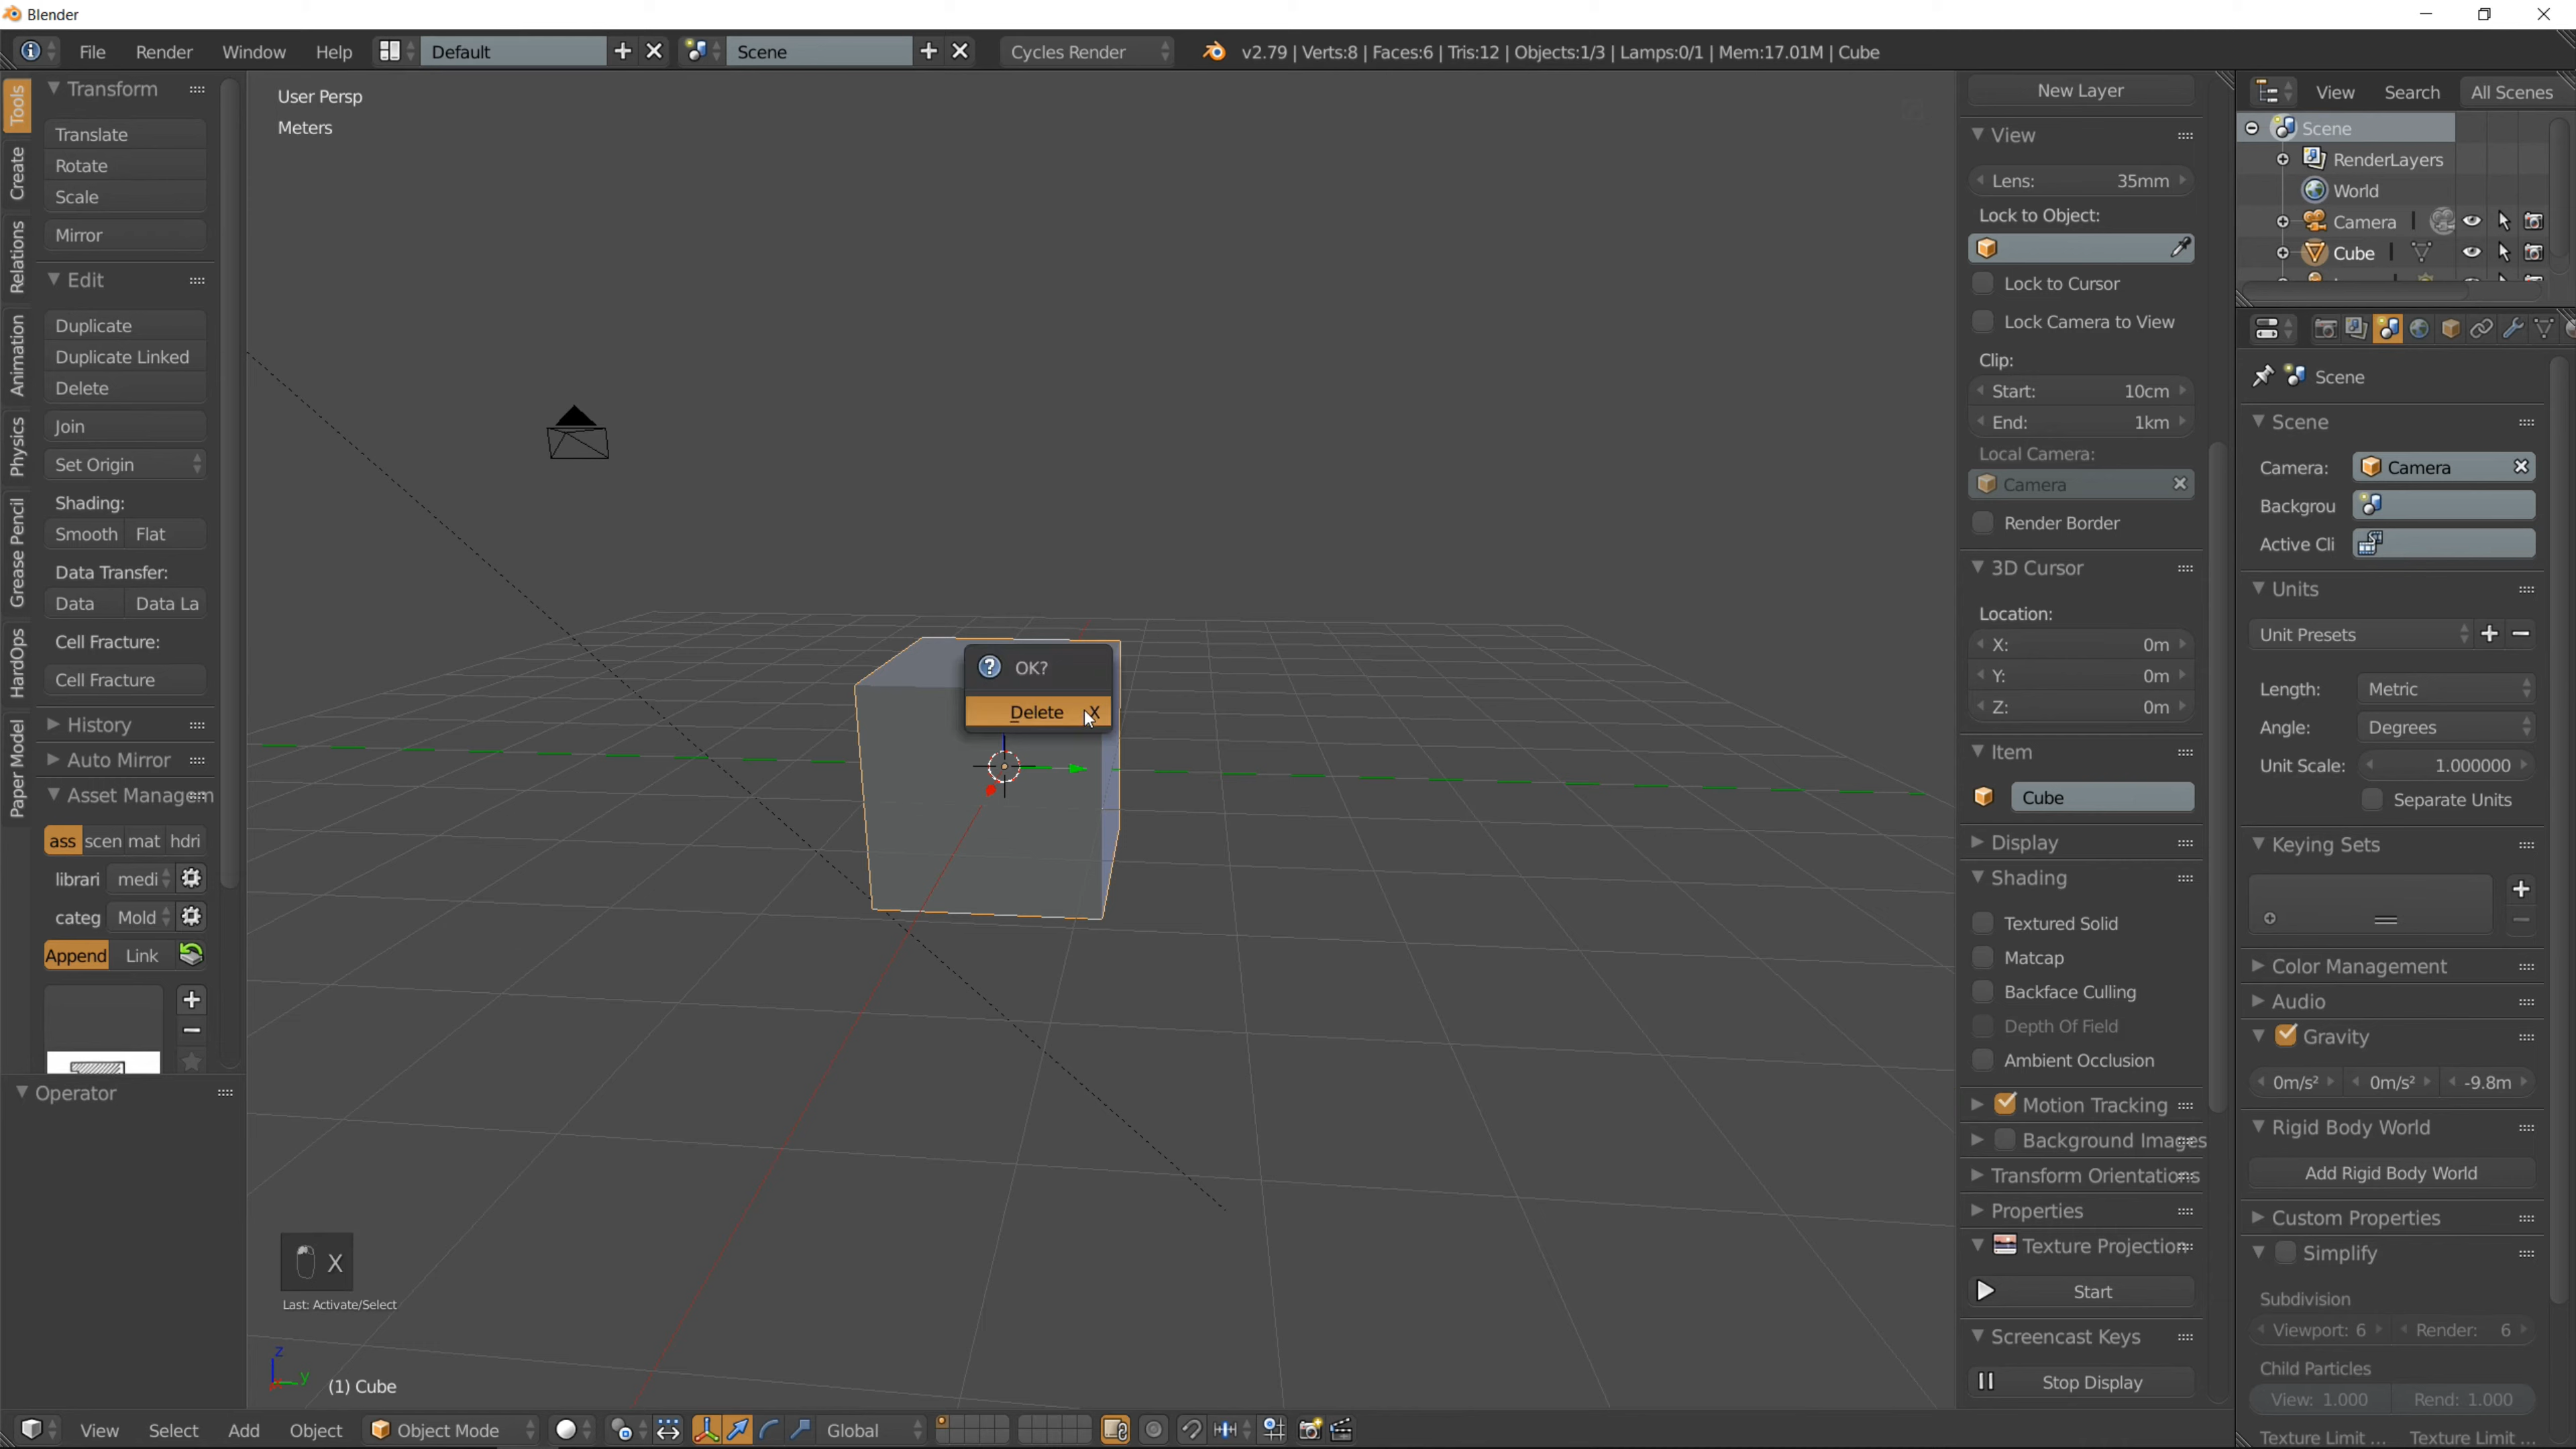 Blender
File Render Window Help Default Scene Cycles Render v2.79 | Verts:8 | Faces:6 | Tris:12 | Objects:1/3 | Lamps:0/1 | Mem:17.01M | Cube
Tools
Create
Relations
Animation
Physics
Grease Pencil
HardOps
Paper Model
Transform
Translate
Rotate
Scale
Mirror
Edit
Duplicate
Duplicate Linked
Delete
Join
Set Origin
Shading:
Smooth Flat
Data Transfer:
Data Data La
Cell Fracture:
Cell Fracture
History
Auto Mirror
Asset Managem
ass scen mat hdri
librari medi
categ Mold
Append Link
Operator
User Persp
Meters
OK?
Delete X
X
Last: Activate/Select
z
y
(1) Cube
View Select Add Object Object Mode Global
New Layer
View
Lens: 35mm
Lock to Object:
Lock to Cursor
Lock Camera to View
Clip:
Start: 10cm
End: 1km
Local Camera:
Camera
Render Border
3D Cursor
Location:
X: 0m
Y: 0m
Z: 0m
Item
Cube
Display
Shading
Textured Solid
Matcap
Backface Culling
Depth Of Field
Ambient Occlusion
Motion Tracking
Background Images
Transform Orientations
Properties
Texture Projection
Start
Screencast Keys
Stop Display
View Search All Scenes
Scene
RenderLayers
World
Camera
Cube
Scene
Scene
Camera: Camera
Backgrou
Active Cli
Units
Unit Presets
Length: Metric
Angle: Degrees
Unit Scale: 1.000000
Separate Units
Keying Sets
Color Management
Audio
Gravity
0m/s² 0m/s² -9.8m
Rigid Body World
Add Rigid Body World
Custom Properties
Simplify
Subdivision
Viewport: 6 Render: 6
Child Particles
View: 1.000 Rend: 1.000
Texture Limit ... Texture Limit ...